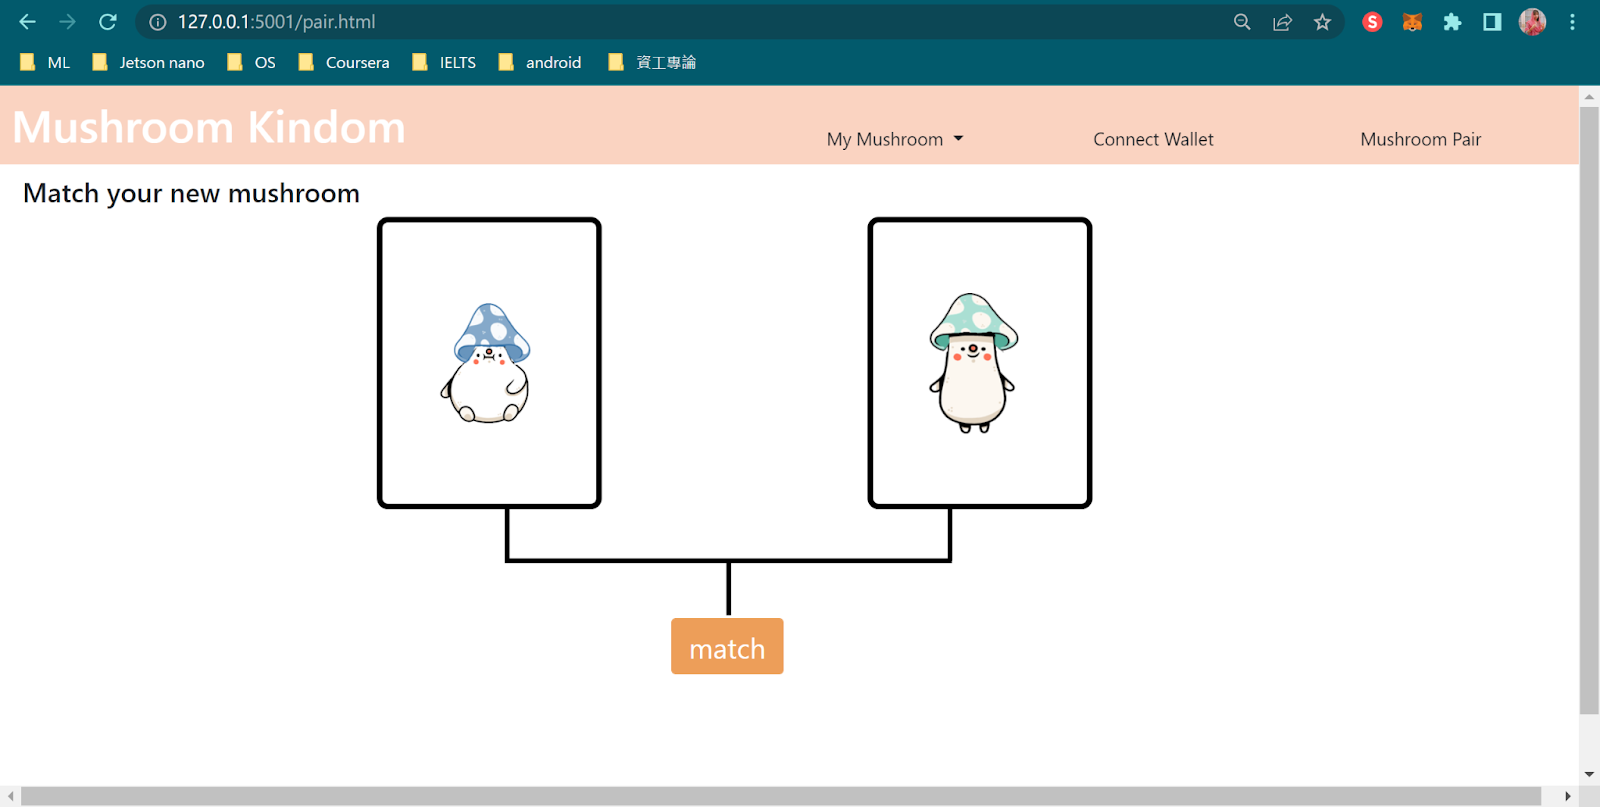 127.0.0.1:5001/pair.html
S
ML Jetson nano OS Coursera IELTS android 資工專論
Mushroom Kindom
My Mushroom Connect Wallet Mushroom Pair
Match your new mushroom
match